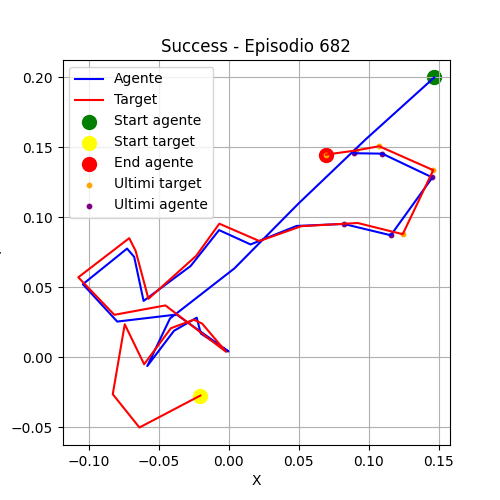 Success - Episodio 682
Agente
Target
Start agente
Start target
End agente
Ultimi target
Ultimi agente
0.20
0.15
0.10
0.05
0.00
−0.05
−0.10 −0.05 0.00 0.05 0.10 0.15
X